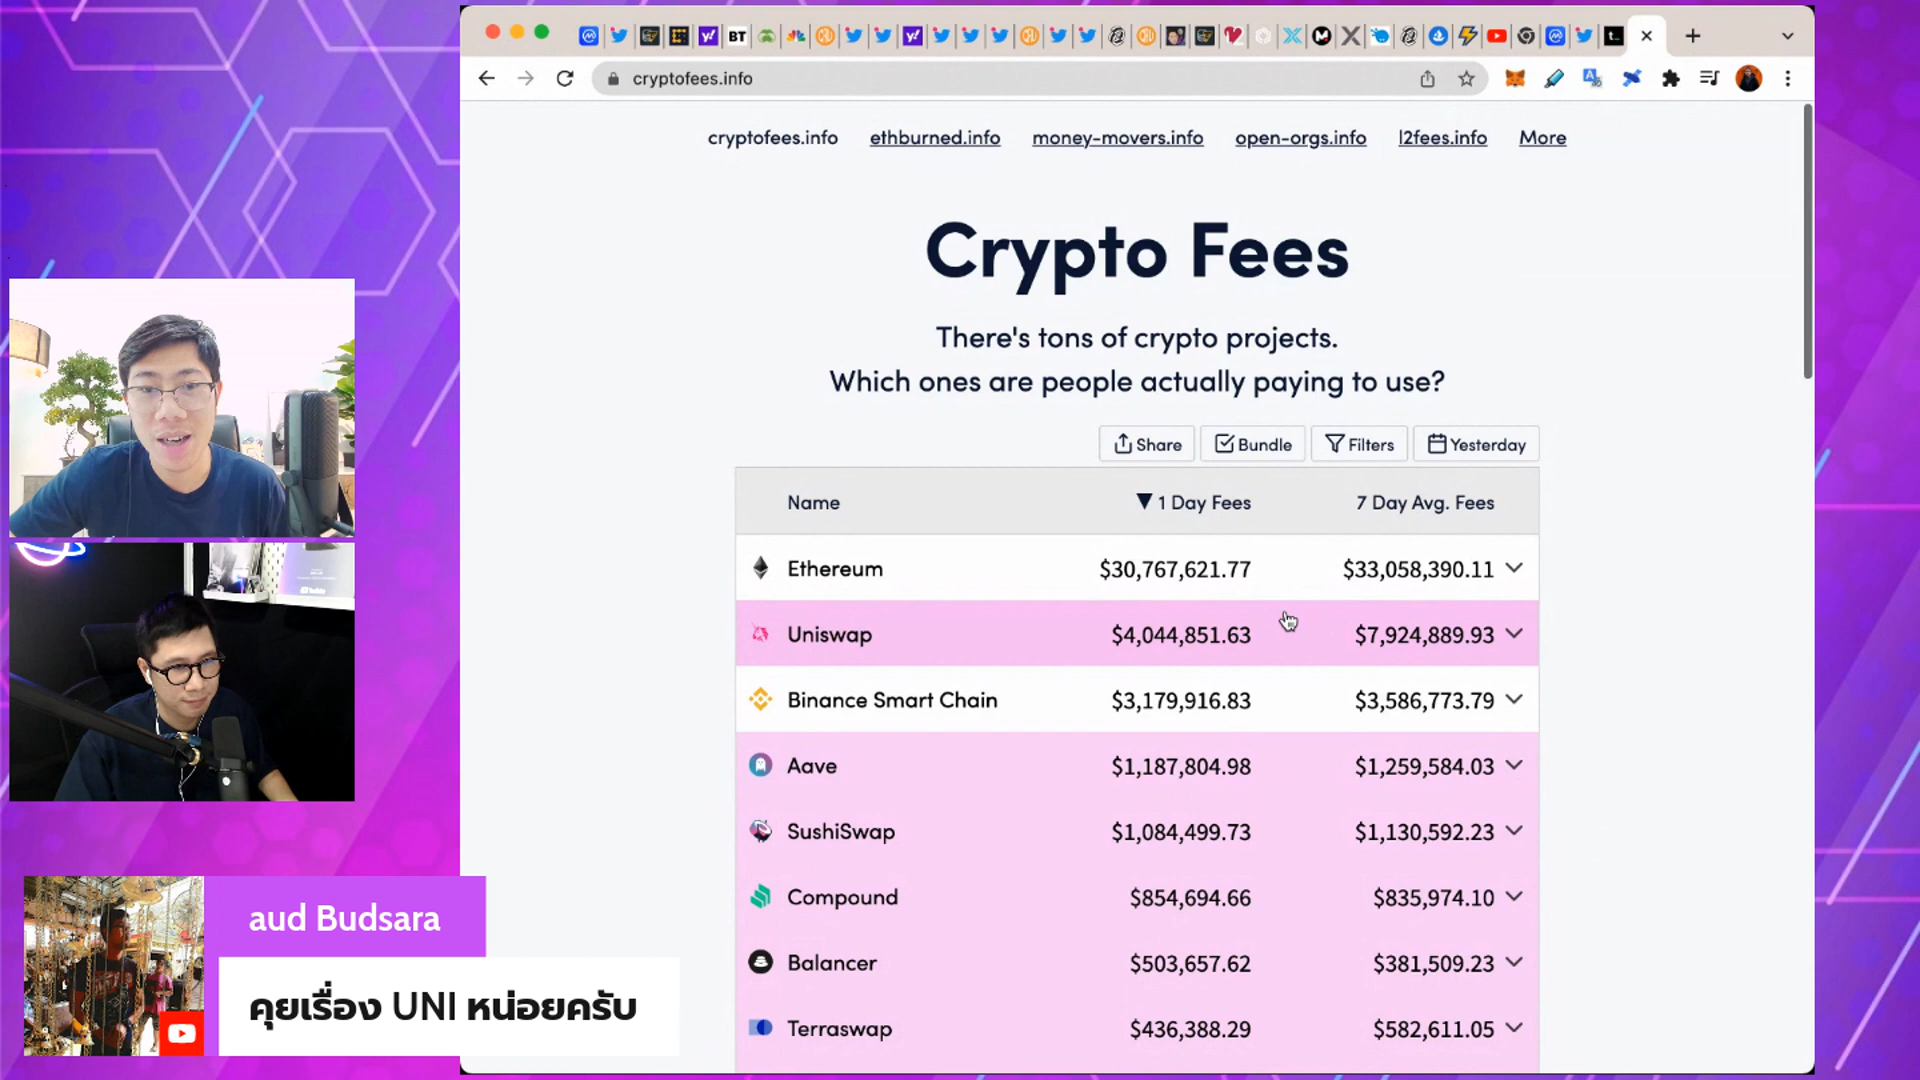 BT
cryptofees.info
cryptofees.info ethburned.info money-movers.info open-orgs.info l2fees.info More
Crypto Fees
There's tons of crypto projects.
Which ones are people actually paying to use?
Share Bundle Filters Yesterday
Name ▼ 1 Day Fees 7 Day Avg. Fees
Ethereum $30,767,621.77 $33,058,390.11
Uniswap $4,044,851.63 $7,924,889.93
Binance Smart Chain $3,179,916.83 $3,586,773.79
Aave $1,187,804.98 $1,259,584.03
SushiSwap $1,084,499.73 $1,130,592.23
Compound $854,694.66 $835,974.10
Balancer $503,657.62 $381,509.23
Terraswap $436,388.29 $582,611.05
aud Budsara
คุยเรื่อง UNI หน่อยครับ